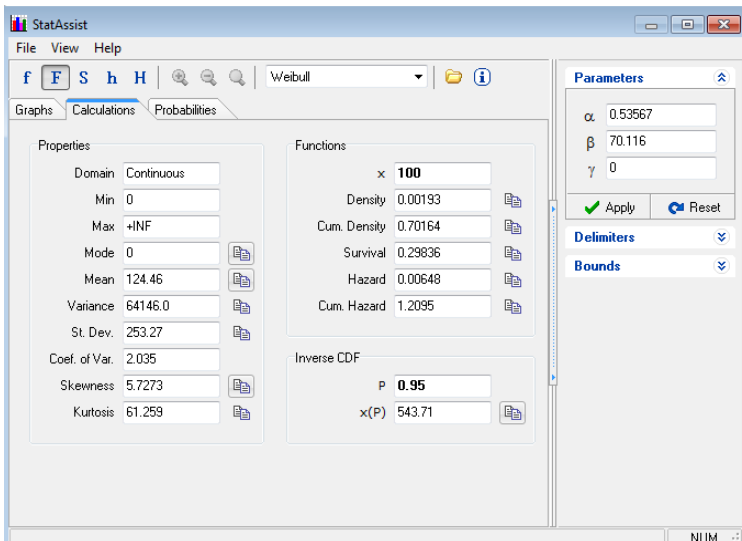 StatAssist
File View Help
f F S h H Weibull
Graphs Calculations Probabilities
Properties
Domain Continuous
Min 0
Max +INF
Mode 0
Mean 124.46
Variance 64146.0
St. Dev. 253.27
Coef. of Var. 2.035
Skewness 5.7273
Kurtosis 61.259
Functions
x 100
Density 0.00193
Cum. Density 0.70164
Survival 0.29836
Hazard 0.00648
Cum. Hazard 1.2095
Inverse CDF
P 0.95
x(P) 543.71
Parameters
α 0.53567
β 70.116
γ 0
Apply Reset
Delimiters
Bounds
NUM